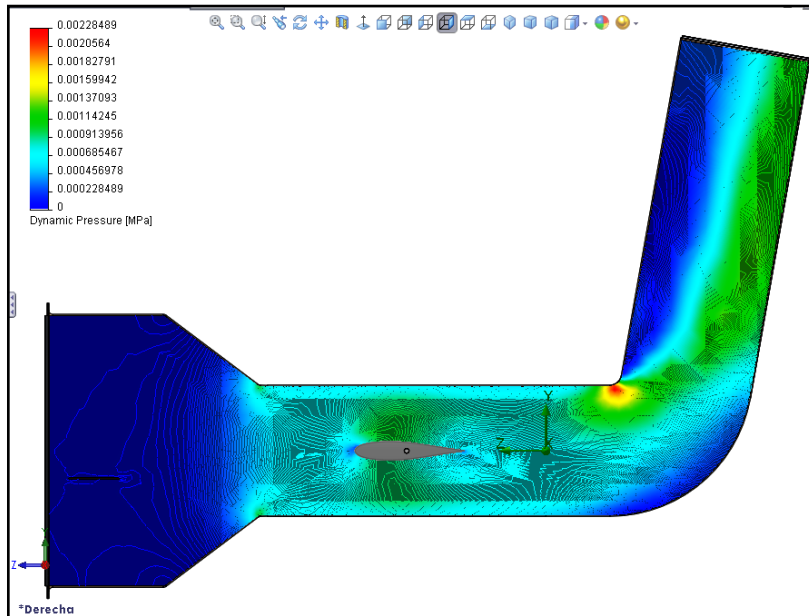 0.00228489
0.0020564
0.00182791
0.00159942
0.00137093
0.00114245
0.000913956
0.000685467
0.000456978
0.000228489
0
Dynamic Pressure [MPa]
Y
Z
X
Y
Z
*Derecha